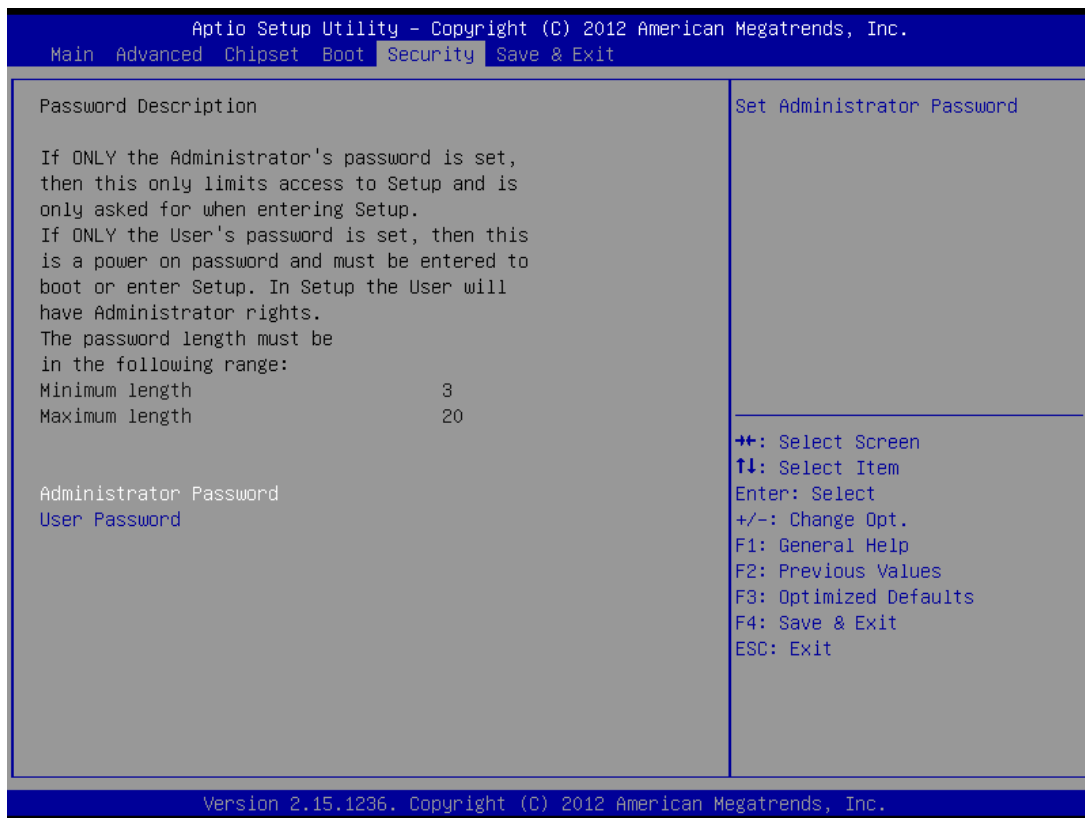 Aptio Setup Utility – Copyright (C) 2012 American Megatrends, Inc.
Main Advanced Chipset Boot Security Save & Exit
Password Description
If ONLY the Administrator's password is set,
then this only limits access to Setup and is
only asked for when entering Setup.
If ONLY the User's password is set, then this
is a power on password and must be entered to
boot or enter Setup. In Setup the User will
have Administrator rights.
The password length must be
in the following range:
Minimum length 3
Maximum length 20
Administrator Password
User Password
Set Administrator Password
→←: Select Screen
↑↓: Select Item
Enter: Select
+/-: Change Opt.
F1: General Help
F2: Previous Values
F3: Optimized Defaults
F4: Save & Exit
ESC: Exit
Version 2.15.1236. Copyright (C) 2012 American Megatrends, Inc.